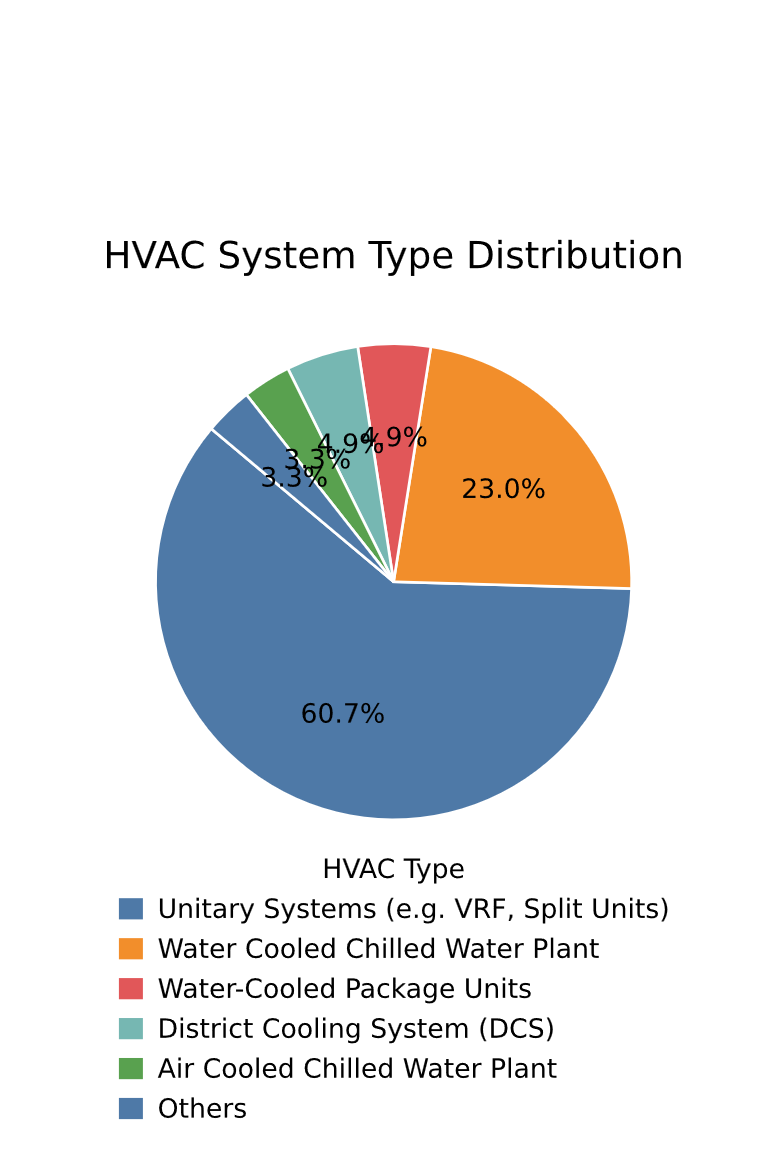 HVAC System Type Distribution
4.9%
4.9%
3.3%
3.3%
23.0%
60.7%
HVAC Type
Unitary Systems (e.g. VRF, Split Units)
Water Cooled Chilled Water Plant
Water-Cooled Package Units
District Cooling System (DCS)
Air Cooled Chilled Water Plant
Others